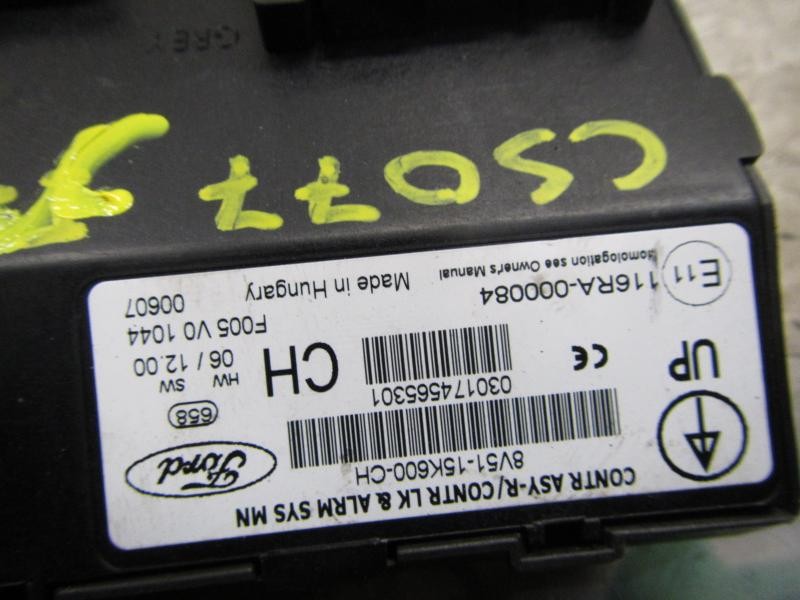 CONTR ASY-R/CONTR LK & ALRM SYS MN
8V51-15K600-CH
Ford
658
UP
030174565301
CH
HW SW
06 / 12.00
F005 V0 1044
00607
E11
116RA-000084
Homologation see Owner's Manual
Made in Hungary
CS077
GREY